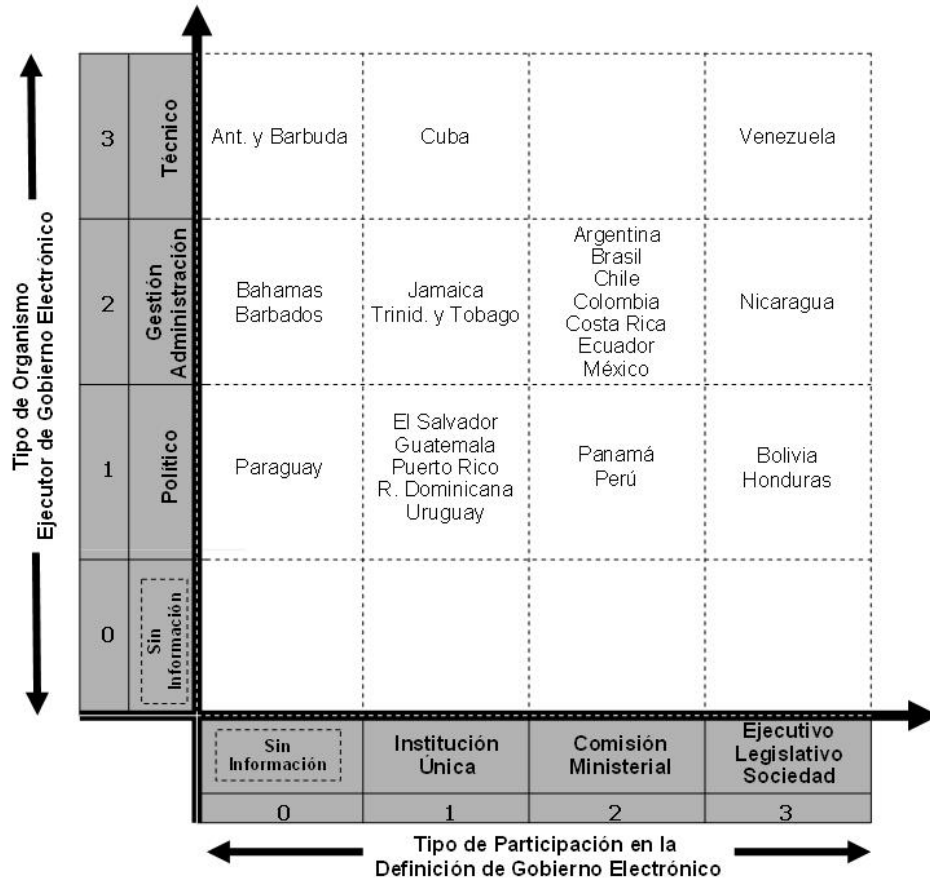 Tipo de Organismo
Ejecutor de Gobierno Electrónico
3
Técnico
Ant. y Barbuda
Cuba
Venezuela
2
Gestión
Administración
Bahamas
Barbados
Jamaica
Trinid. y Tobago
Argentina
Brasil
Chile
Colombia
Costa Rica
Ecuador
México
Nicaragua
1
Político
Paraguay
El Salvador
Guatemala
Puerto Rico
R. Dominicana
Uruguay
Panamá
Perú
Bolivia
Honduras
0
Sin
Información
Sin
Información
Institución
Única
Comisión
Ministerial
Ejecutivo
Legislativo
Sociedad
0
1
2
3
Tipo de Participación en la
Definición de Gobierno Electrónico